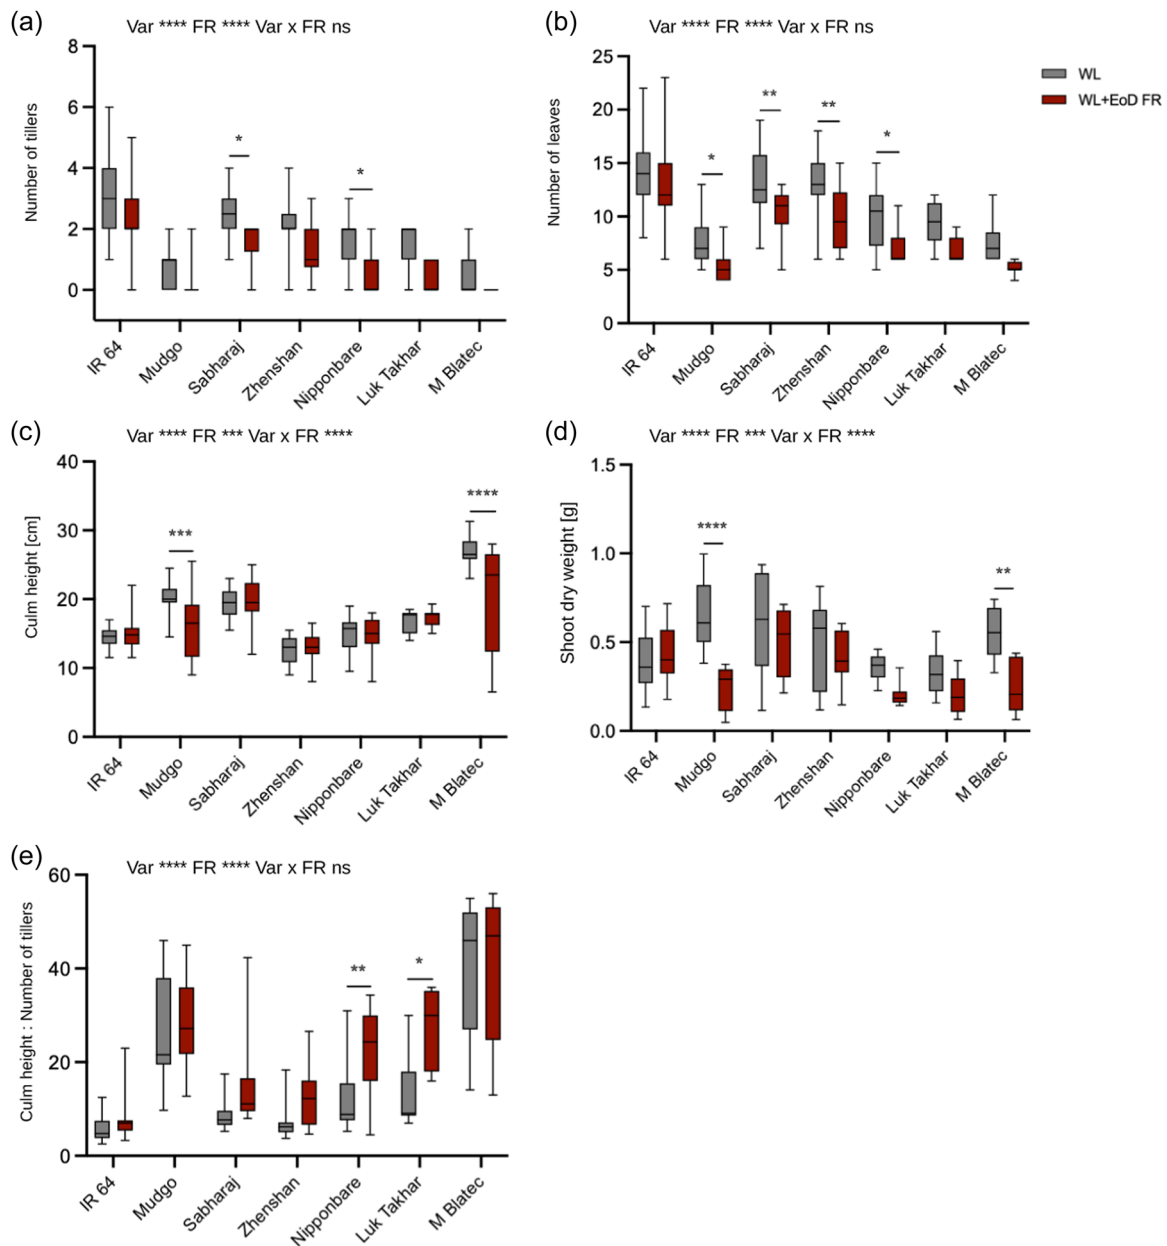 (a)
Var **** FR **** Var x FR ns
Number of tillers
8
6
4
2
0
*
*
IR 64
Mudgo
Sabharaj
Zhenshan
Nipponbare
Luk Takhar
M Blatec
(b)
Var **** FR **** Var x FR ns
Number of leaves
25
20
15
10
5
0
*
**
**
*
IR 64
Mudgo
Sabharaj
Zhenshan
Nipponbare
Luk Takhar
M Blatec
WL
WL+EoD FR
(c)
Var **** FR *** Var x FR ****
Culm height [cm]
40
30
20
10
0
***
****
IR 64
Mudgo
Sabharaj
Zhenshan
Nipponbare
Luk Takhar
M Blatec
(d)
Var **** FR *** Var x FR ****
Shoot dry weight [g]
1.5
1.0
0.5
0.0
****
**
IR 64
Mudgo
Sabharaj
Zhenshan
Nipponbare
Luk Takhar
M Blatec
(e)
Var **** FR **** Var x FR ns
Culm height : Number of tillers
60
40
20
0
**
*
IR 64
Mudgo
Sabharaj
Zhenshan
Nipponbare
Luk Takhar
M Blatec